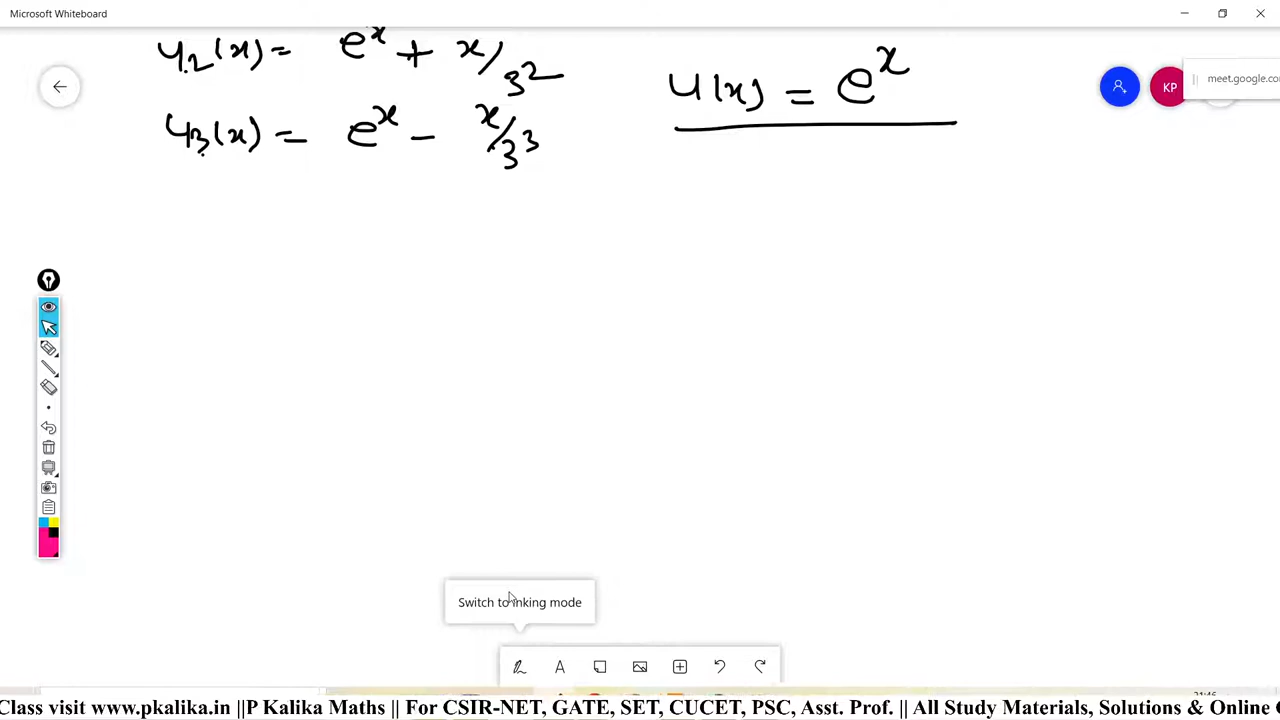 Microsoft Whiteboard
y₂(x) = eˣ + x/3²
y₃(x) = eˣ - x/3³
y(x) = eˣ
KP
meet.google.com
Switch to inking mode
Class visit www.pkalika.in ||P Kalika Maths || For CSIR-NET, GATE, SET, CUCET, PSC, Asst. Prof. || All Study Materials, Solutions & Online